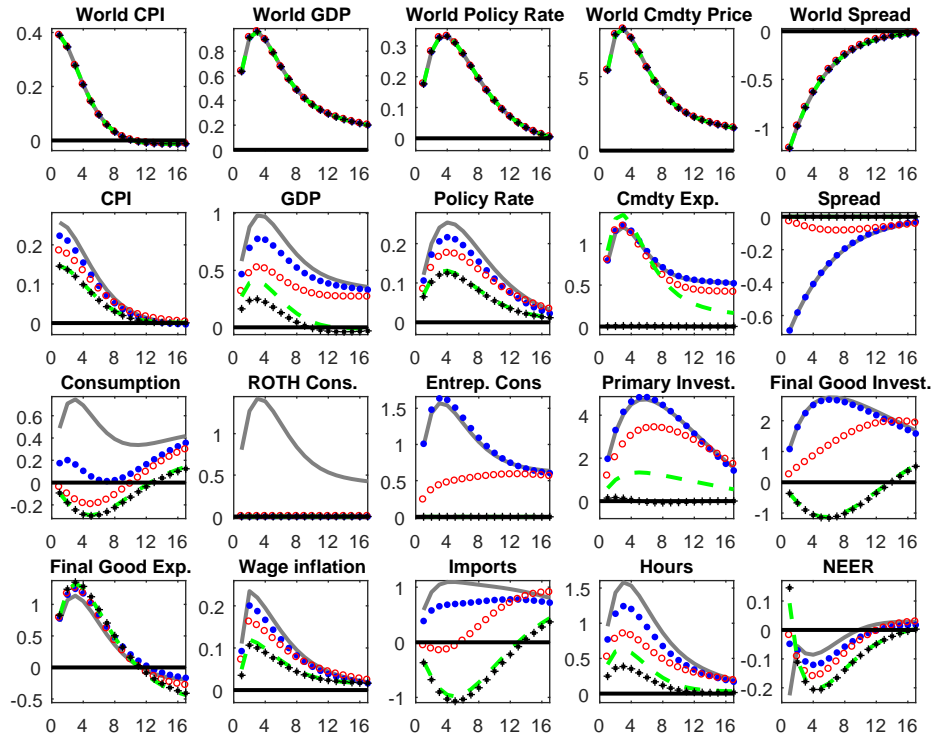 World CPI
0.4
0.2
0
0 4 8 12 16
World GDP
0.8
0.6
0.4
0.2
0
0 4 8 12 16
World Policy Rate
0.3
0.2
0.1
0
0 4 8 12 16
World Cmdty Price
5
0
0 4 8 12 16
World Spread
0
-0.5
-1
0 4 8 12 16
CPI
0.2
0.1
0
0 4 8 12 16
GDP
1
0.5
0
0 4 8 12 16
Policy Rate
0.2
0.1
0
0 4 8 12 16
Cmdty Exp.
1
0.5
0
0 4 8 12 16
Spread
0
-0.2
-0.4
-0.6
0 4 8 12 16
Consumption
0.6
0.4
0.2
0
-0.2
0 4 8 12 16
ROTH Cons.
1
0.5
0
0 4 8 12 16
Entrep. Cons
1.5
1
0.5
0
0 4 8 12 16
Primary Invest.
4
2
0
0 4 8 12 16
Final Good Invest.
2
1
0
-1
0 4 8 12 16
Final Good Exp.
1
0.5
0
-0.5
0 4 8 12 16
Wage inflation
0.2
0.1
0
0 4 8 12 16
Imports
1
0
-1
0 4 8 12 16
Hours
1.5
1
0.5
0
0 4 8 12 16
NEER
0.1
0
-0.1
-0.2
0 4 8 12 16